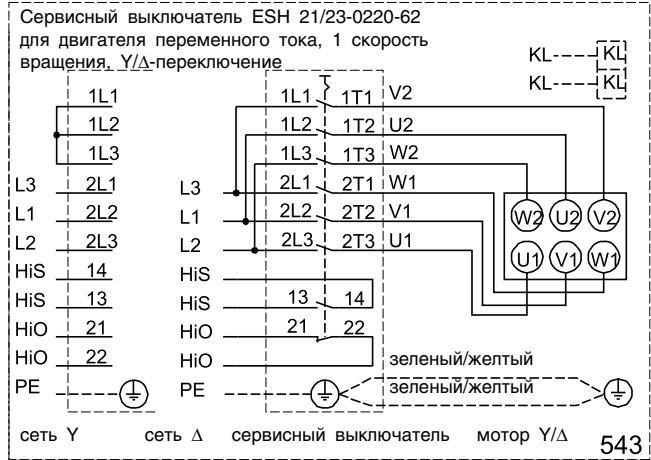 Сервисный выключатель ESH 21/23-0220-62
для двигателя переменного тока, 1 скорость
вращения, Y/Δ-переключение
KL KL
KL KL
1L1 1L1 1T1 V2
1L2 1L2 1T2 U2
1L3 1L3 1T3 W2
L3 2L1 L3 2L1 2T1 W1
L1 2L2 L1 2L2 2T2 V1
L2 2L3 L2 2L3 2T3 U1
W2 U2 V2
U1 V1 W1
HiS 14 HiS
HiS 13 HiS 13 14
HiO 21 HiO 21 22
HiO 22 HiO
зеленый/желтый
PE PE зеленый/желтый
сеть Y сеть Δ сервисный выключатель мотор Y/Δ 543